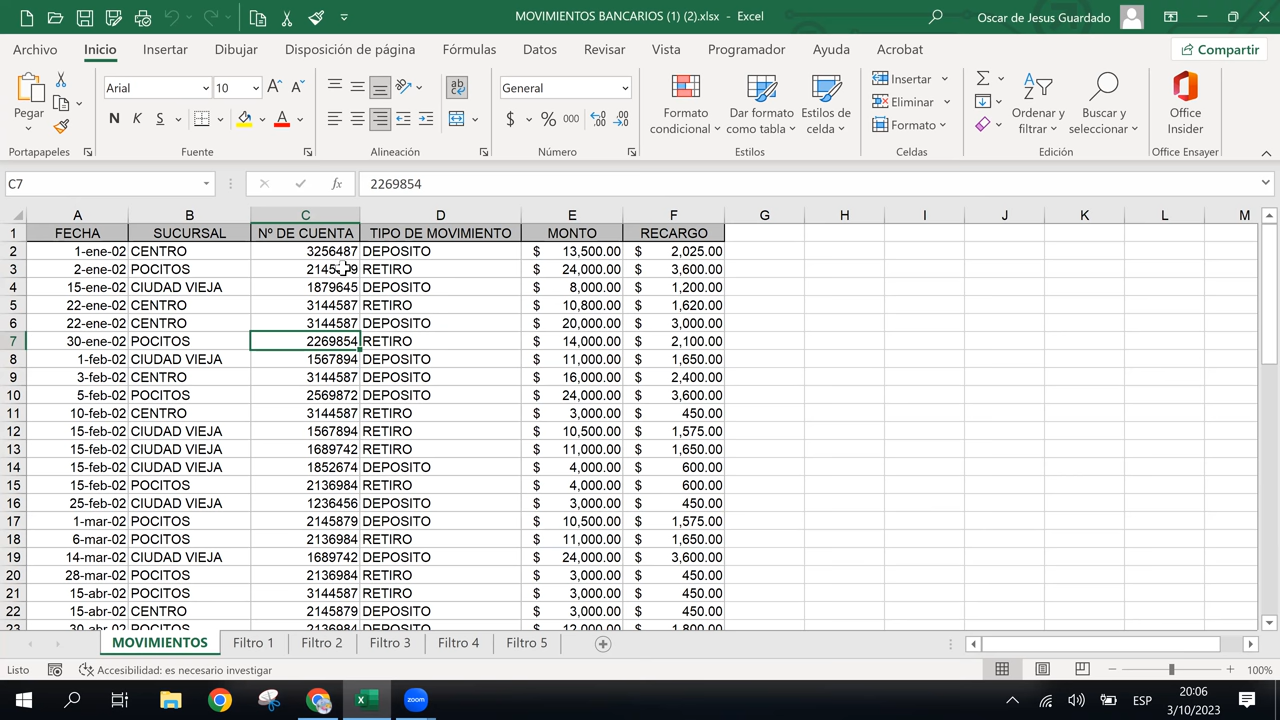 MOVIMIENTOS BANCARIOS (1) (2).xlsx - Excel
Oscar de Jesus Guardado
Archivo Inicio Insertar Dibujar Disposición de página Fórmulas Datos Revisar Vista Programador Ayuda Acrobat Compartir
Pegar
Arial 10
N K S
ab
General
$ % 000
Formato condicional
Dar formato como tabla
Estilos de celda
Insertar
Eliminar
Formato
Ordenar y filtrar
Buscar y seleccionar
Office Insider
Portapapeles Fuente Alineación Número Estilos Celdas Edición Office Ensayer
C7 fx 2269854
A B C D E F G H I J K L M
1 FECHA SUCURSAL Nº DE CUENTA TIPO DE MOVIMIENTO MONTO RECARGO
2 1-ene-02 CENTRO 3256487 DEPOSITO $ 13,500.00 $ 2,025.00
3 2-ene-02 POCITOS RETIRO $ 24,000.00 $ 3,600.00
4 15-ene-02 CIUDAD VIEJA 1879645 DEPOSITO $ 8,000.00 $ 1,200.00
5 22-ene-02 CENTRO 3144587 RETIRO $ 10,800.00 $ 1,620.00
6 22-ene-02 CENTRO 3144587 DEPOSITO $ 20,000.00 $ 3,000.00
7 30-ene-02 POCITOS 2269854 RETIRO $ 14,000.00 $ 2,100.00
8 1-feb-02 CIUDAD VIEJA 1567894 DEPOSITO $ 11,000.00 $ 1,650.00
9 3-feb-02 CENTRO 3144587 DEPOSITO $ 16,000.00 $ 2,400.00
10 5-feb-02 POCITOS 2569872 DEPOSITO $ 24,000.00 $ 3,600.00
11 10-feb-02 CENTRO 3144587 RETIRO $ 3,000.00 $ 450.00
12 15-feb-02 CIUDAD VIEJA 1567894 RETIRO $ 10,500.00 $ 1,575.00
13 15-feb-02 CIUDAD VIEJA 1689742 RETIRO $ 11,000.00 $ 1,650.00
14 15-feb-02 CIUDAD VIEJA 1852674 DEPOSITO $ 4,000.00 $ 600.00
15 15-feb-02 POCITOS 2136984 RETIRO $ 4,000.00 $ 600.00
16 25-feb-02 CIUDAD VIEJA 1236456 DEPOSITO $ 3,000.00 $ 450.00
17 1-mar-02 POCITOS 2145879 DEPOSITO $ 10,500.00 $ 1,575.00
18 6-mar-02 POCITOS 2136984 RETIRO $ 11,000.00 $ 1,650.00
19 14-mar-02 CIUDAD VIEJA 1689742 DEPOSITO $ 24,000.00 $ 3,600.00
20 28-mar-02 POCITOS 2136984 RETIRO $ 3,000.00 $ 450.00
21 15-abr-02 POCITOS 3144587 RETIRO $ 3,000.00 $ 450.00
22 15-abr-02 CENTRO 2145879 DEPOSITO $ 3,000.00 $ 450.00
23 30-abr-02 POCITOS 2136984 RETIRO $ 12,000.00 $ 1,800.00
MOVIMIENTOS Filtro 1 Filtro 2 Filtro 3 Filtro 4 Filtro 5
Listo Accesibilidad: es necesario investigar 100%
zoom ESP 20:06
3/10/2023